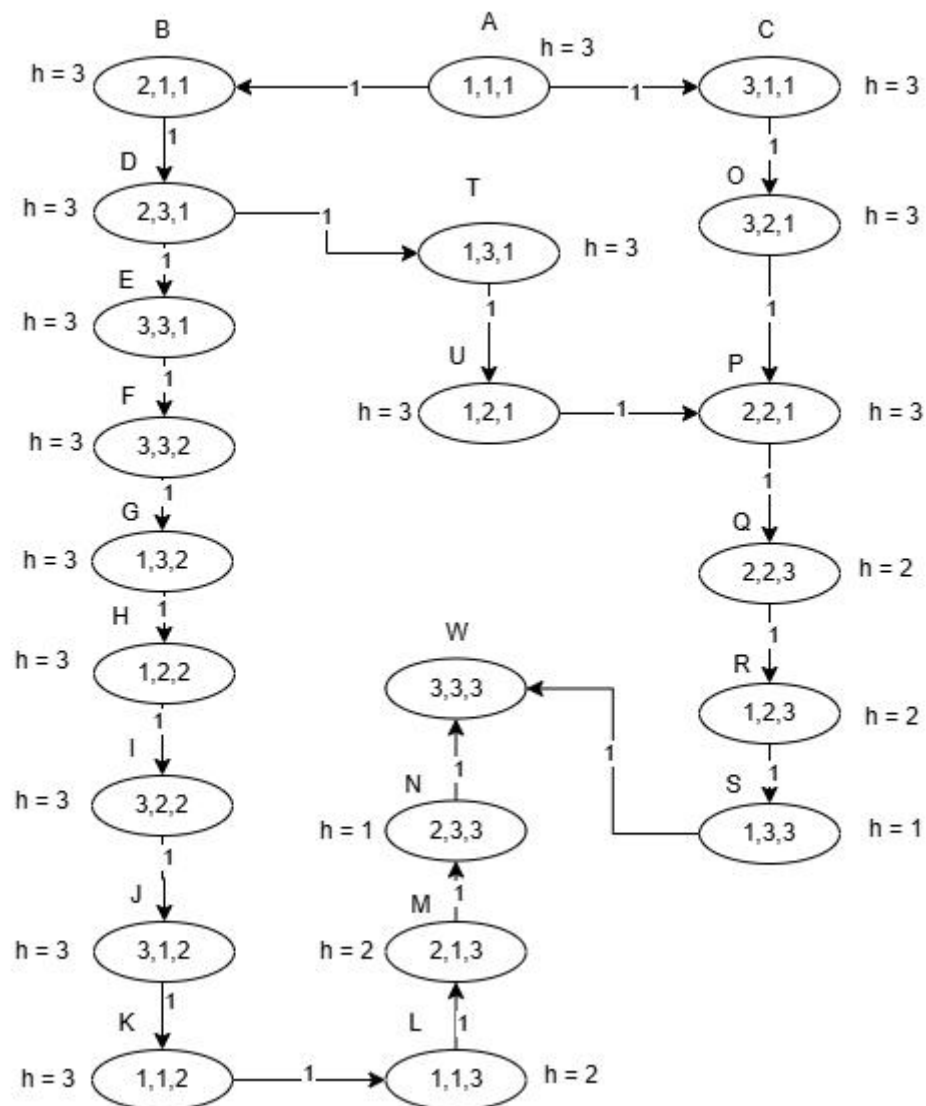 B A C
h = 3 2,1,1 1 1,1,1 h = 3 1 3,1,1 h = 3
1 1
D O
h = 3 2,3,1 1 T 3,2,1 h = 3
1 1,3,1 h = 3
E
h = 3 3,3,1 1 1
1
F U P
h = 3 3,3,2 h = 3 1,2,1 1 2,2,1 h = 3
1 1
G Q
h = 3 1,3,2 2,2,3 h = 2
1 1
H W R
h = 3 1,2,2 3,3,3 1,2,3 h = 2
1 1 1 1
I N S
h = 3 3,2,2 h = 1 2,3,3 1,3,3 h = 1
1 1
J M
h = 3 3,1,2 h = 2 2,1,3
1 1
K L
h = 3 1,1,2 1 1,1,3 h = 2